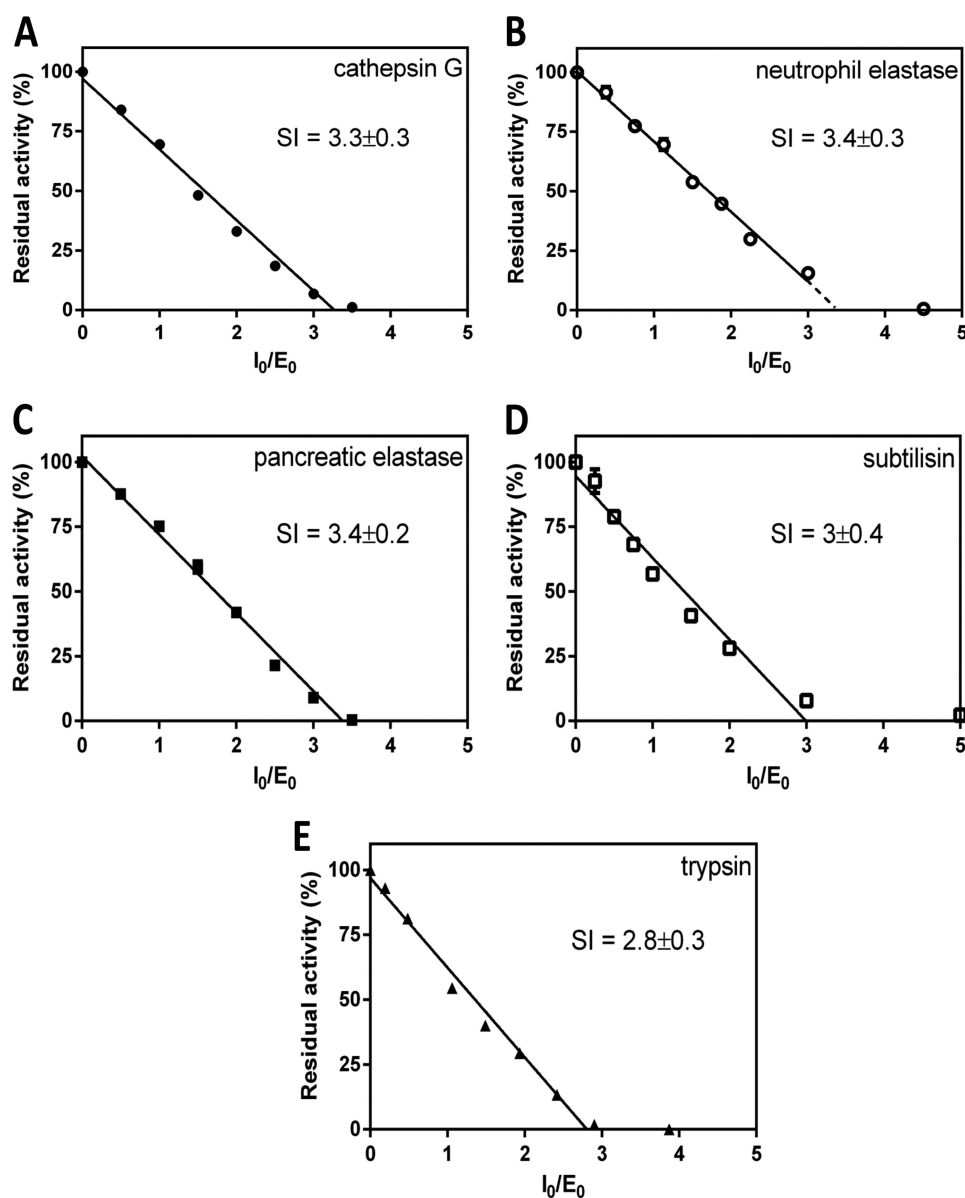 A
cathepsin G
SI = 3.3±0.3
Residual activity (%)
100
75
50
25
0
0 1 2 3 4 5
I₀/E₀
B
neutrophil elastase
SI = 3.4±0.3
Residual activity (%)
100
75
50
25
0
0 1 2 3 4 5
I₀/E₀
C
pancreatic elastase
SI = 3.4±0.2
Residual activity (%)
100
75
50
25
0
0 1 2 3 4 5
I₀/E₀
D
subtilisin
SI = 3±0.4
Residual activity (%)
100
75
50
25
0
0 1 2 3 4 5
I₀/E₀
E
trypsin
SI = 2.8±0.3
Residual activity (%)
100
75
50
25
0
0 1 2 3 4 5
I₀/E₀